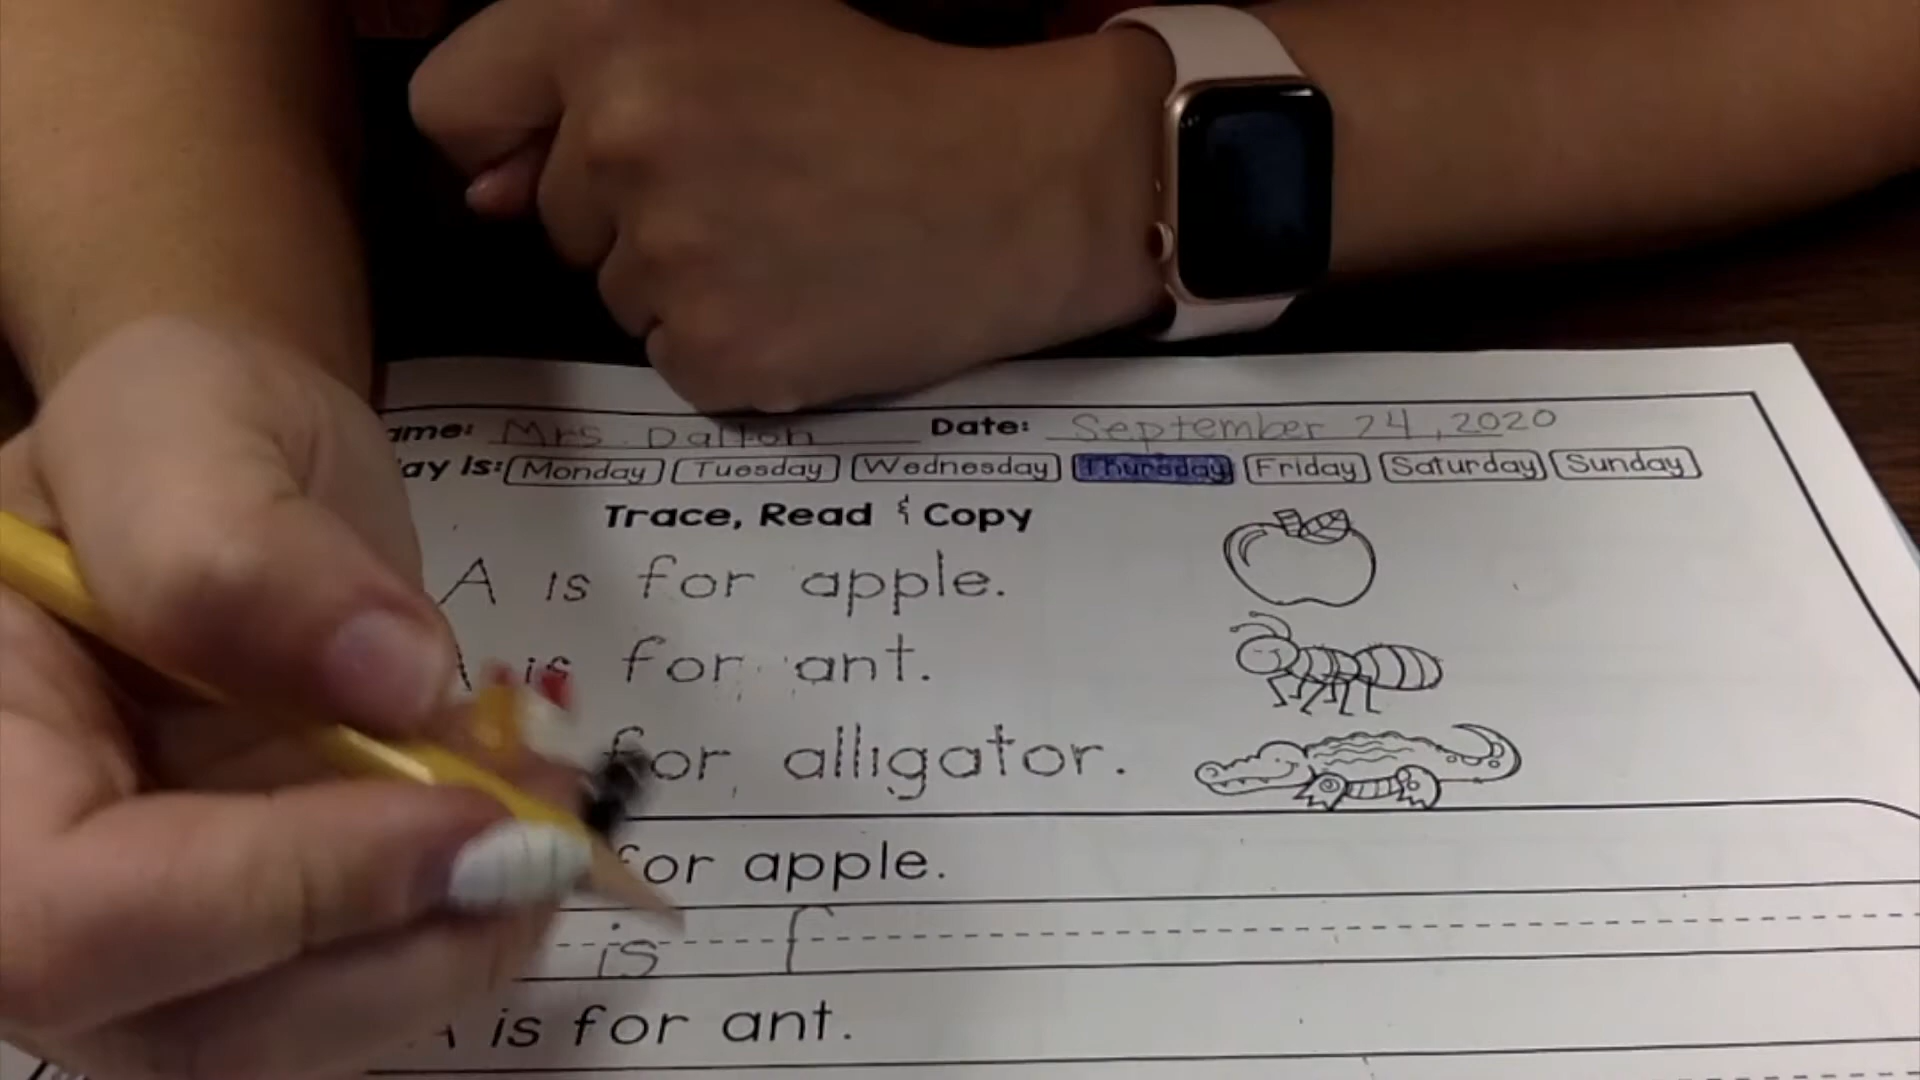 ame: Mrs. Dalton Date: September 24, 2020
ay is: Monday Tuesday Wednesday Thursday Friday Saturday Sunday
Trace, Read & Copy
A is for apple.
A is for ant.
for alligator.
for apple.
is f
A is for ant.